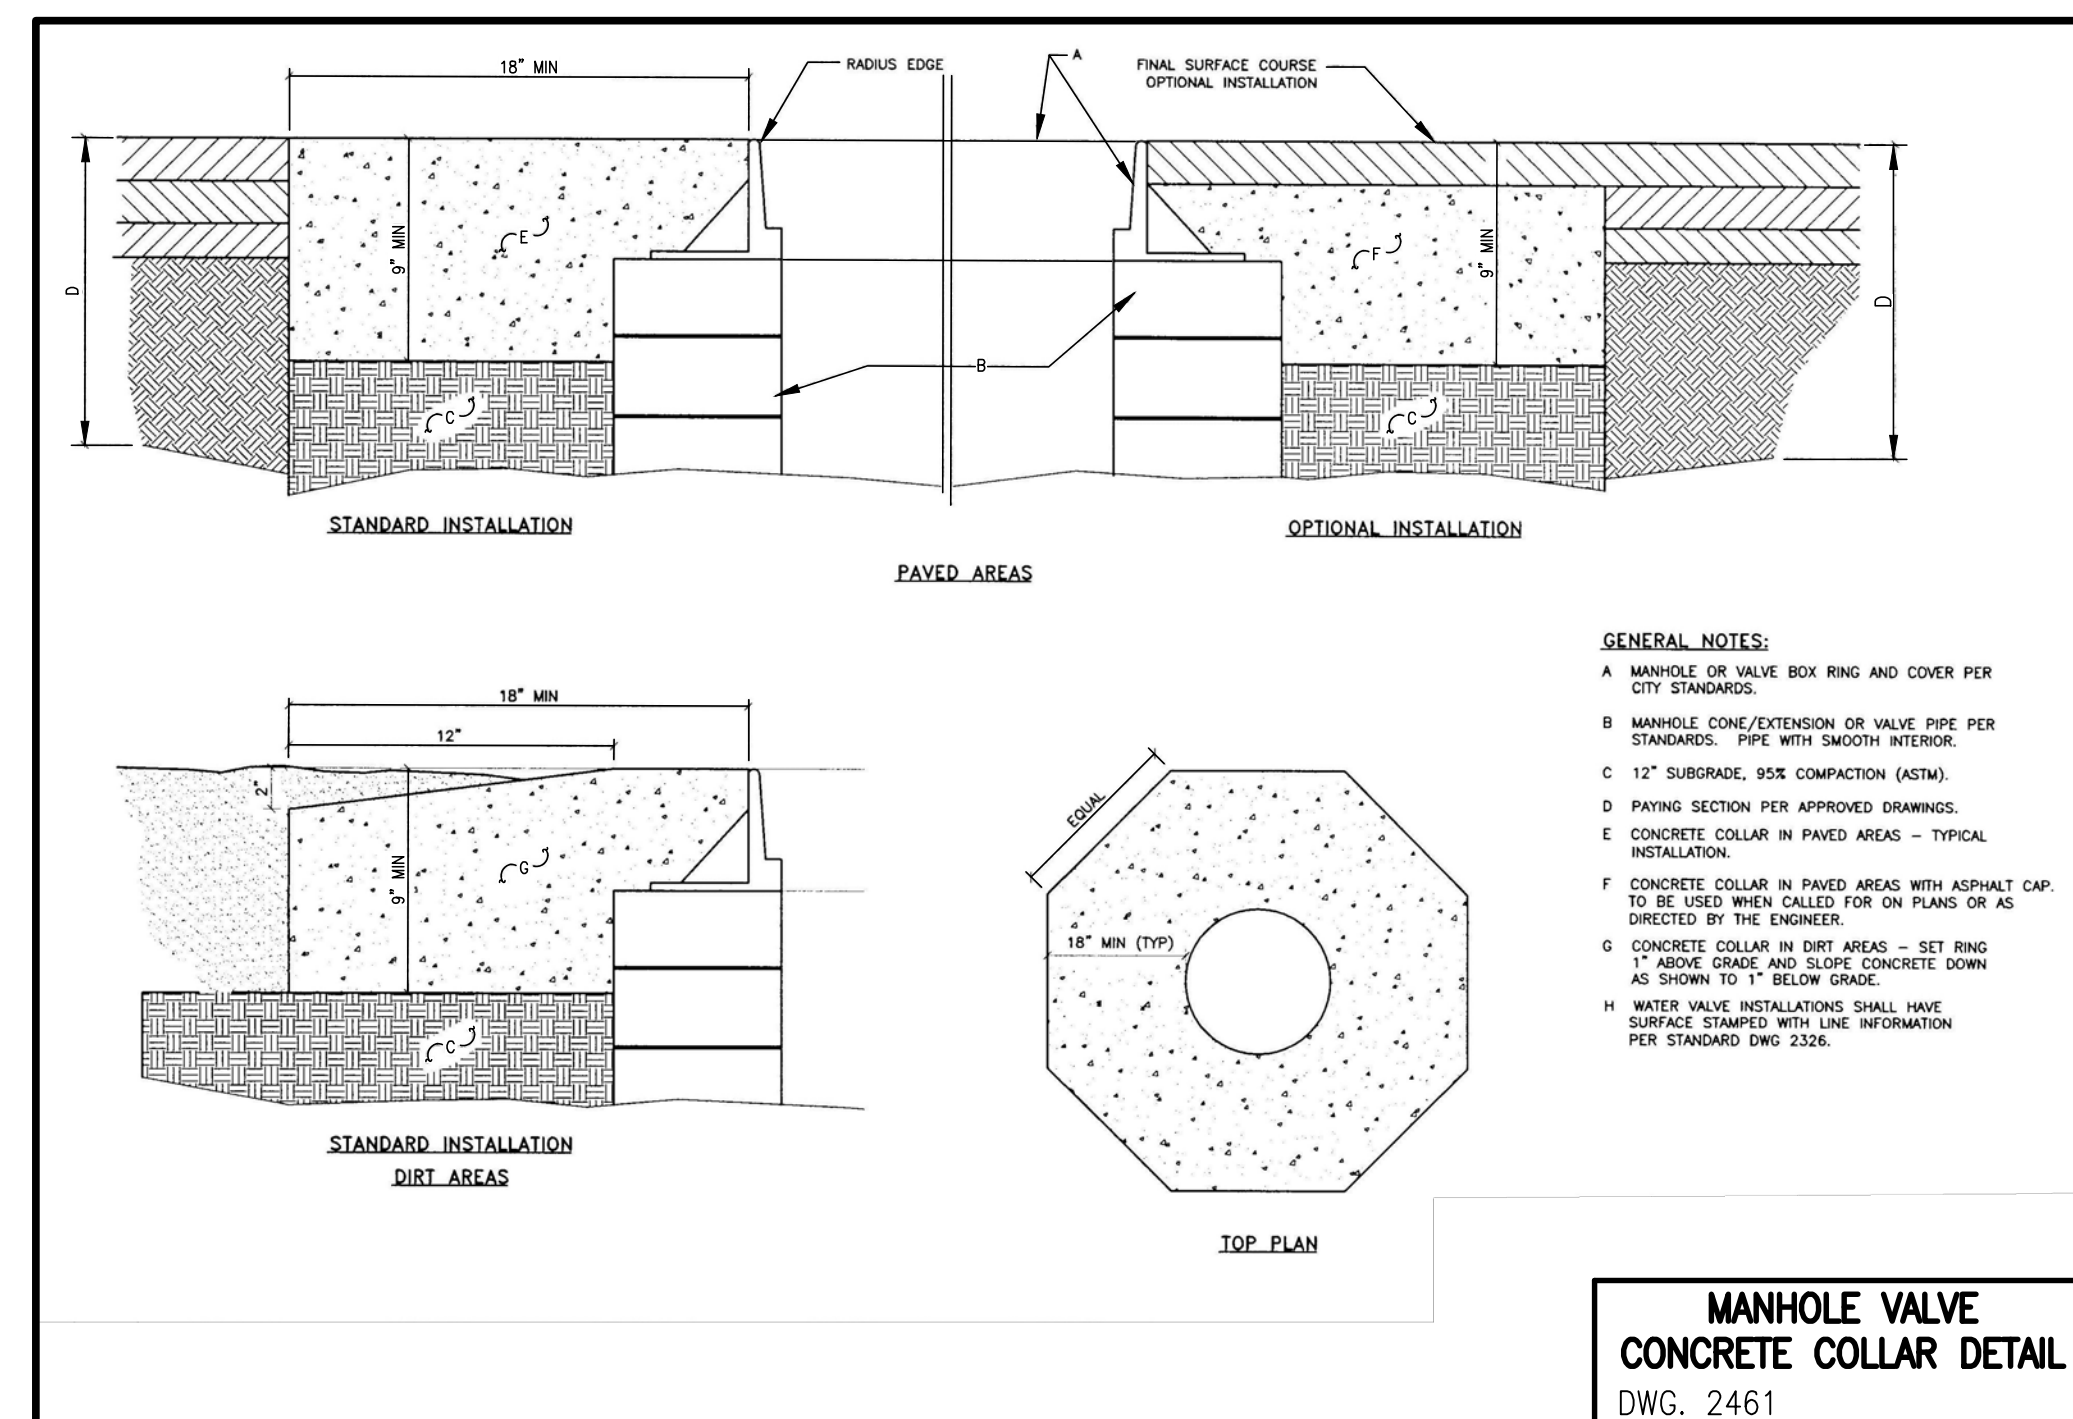 18" MIN
RADIUS EDGE
A
FINAL SURFACE COURSE
OPTIONAL INSTALLATION
D
9" MIN
E
C
B
F
9" MIN
C
D
STANDARD INSTALLATION
OPTIONAL INSTALLATION
PAVED AREAS
18" MIN
12"
2"
9" MIN
G
C
STANDARD INSTALLATION
DIRT AREAS
EQUAL
18" MIN (TYP)
TOP PLAN
GENERAL NOTES:
A MANHOLE OR VALVE BOX RING AND COVER PER
CITY STANDARDS.
B MANHOLE CONE/EXTENSION OR VALVE PIPE PER
STANDARDS. PIPE WITH SMOOTH INTERIOR.
C 12" SUBGRADE, 95% COMPACTION (ASTM).
D PAYING SECTION PER APPROVED DRAWINGS.
E CONCRETE COLLAR IN PAVED AREAS – TYPICAL
INSTALLATION.
F CONCRETE COLLAR IN PAVED AREAS WITH ASPHALT CAP.
TO BE USED WHEN CALLED FOR ON PLANS OR AS
DIRECTED BY THE ENGINEER.
G CONCRETE COLLAR IN DIRT AREAS – SET RING
1" ABOVE GRADE AND SLOPE CONCRETE DOWN
AS SHOWN TO 1" BELOW GRADE.
H WATER VALVE INSTALLATIONS SHALL HAVE
SURFACE STAMPED WITH LINE INFORMATION
PER STANDARD DWG 2326.
MANHOLE VALVE
CONCRETE COLLAR DETAIL
DWG. 2461